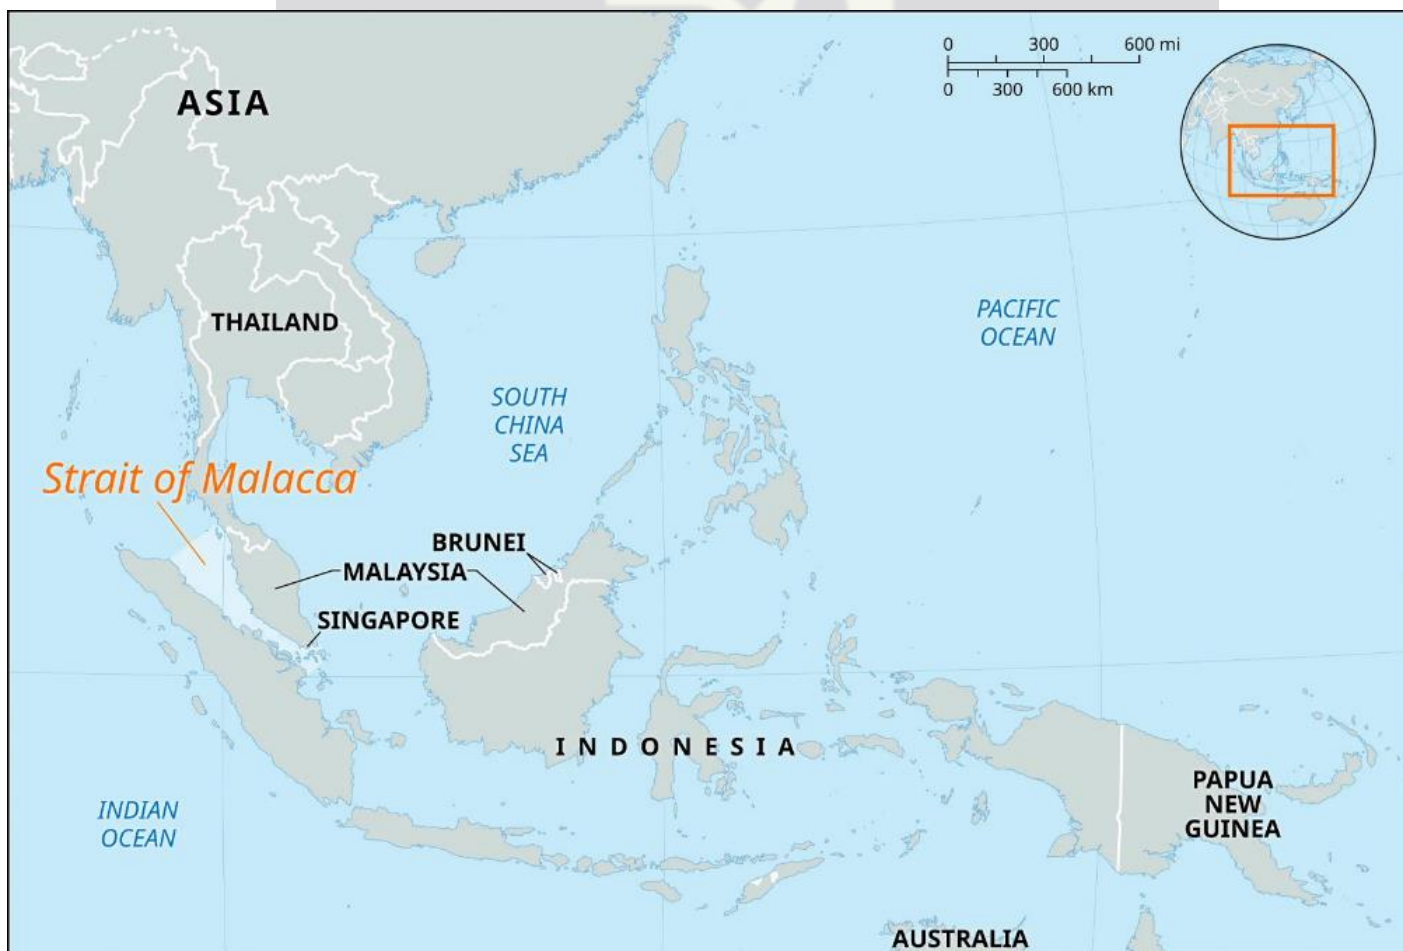 0 300 600 mi
0 300 600 km
ASIA
THAILAND
PACIFIC
OCEAN
SOUTH
CHINA
SEA
Strait of Malacca
BRUNEI
MALAYSIA
SINGAPORE
INDONESIA
PAPUA
NEW
GUINEA
INDIAN
OCEAN
AUSTRALIA